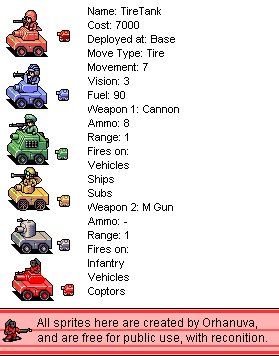 Name: TireTank
Cost: 7000
Deployed at: Base
Move Type: Tire
Movement: 7
Vision: 3
Fuel: 90
Weapon 1: Cannon
Ammo: 8
Range: 1
Fires on:
Vehicles
Ships
Subs
Weapon 2: M Gun
Ammo: -
Range: 1
Fires on:
Infantry
Vehicles
Coptors
All sprites here are created by Orhanuva,
and are free for public use, with reconition.